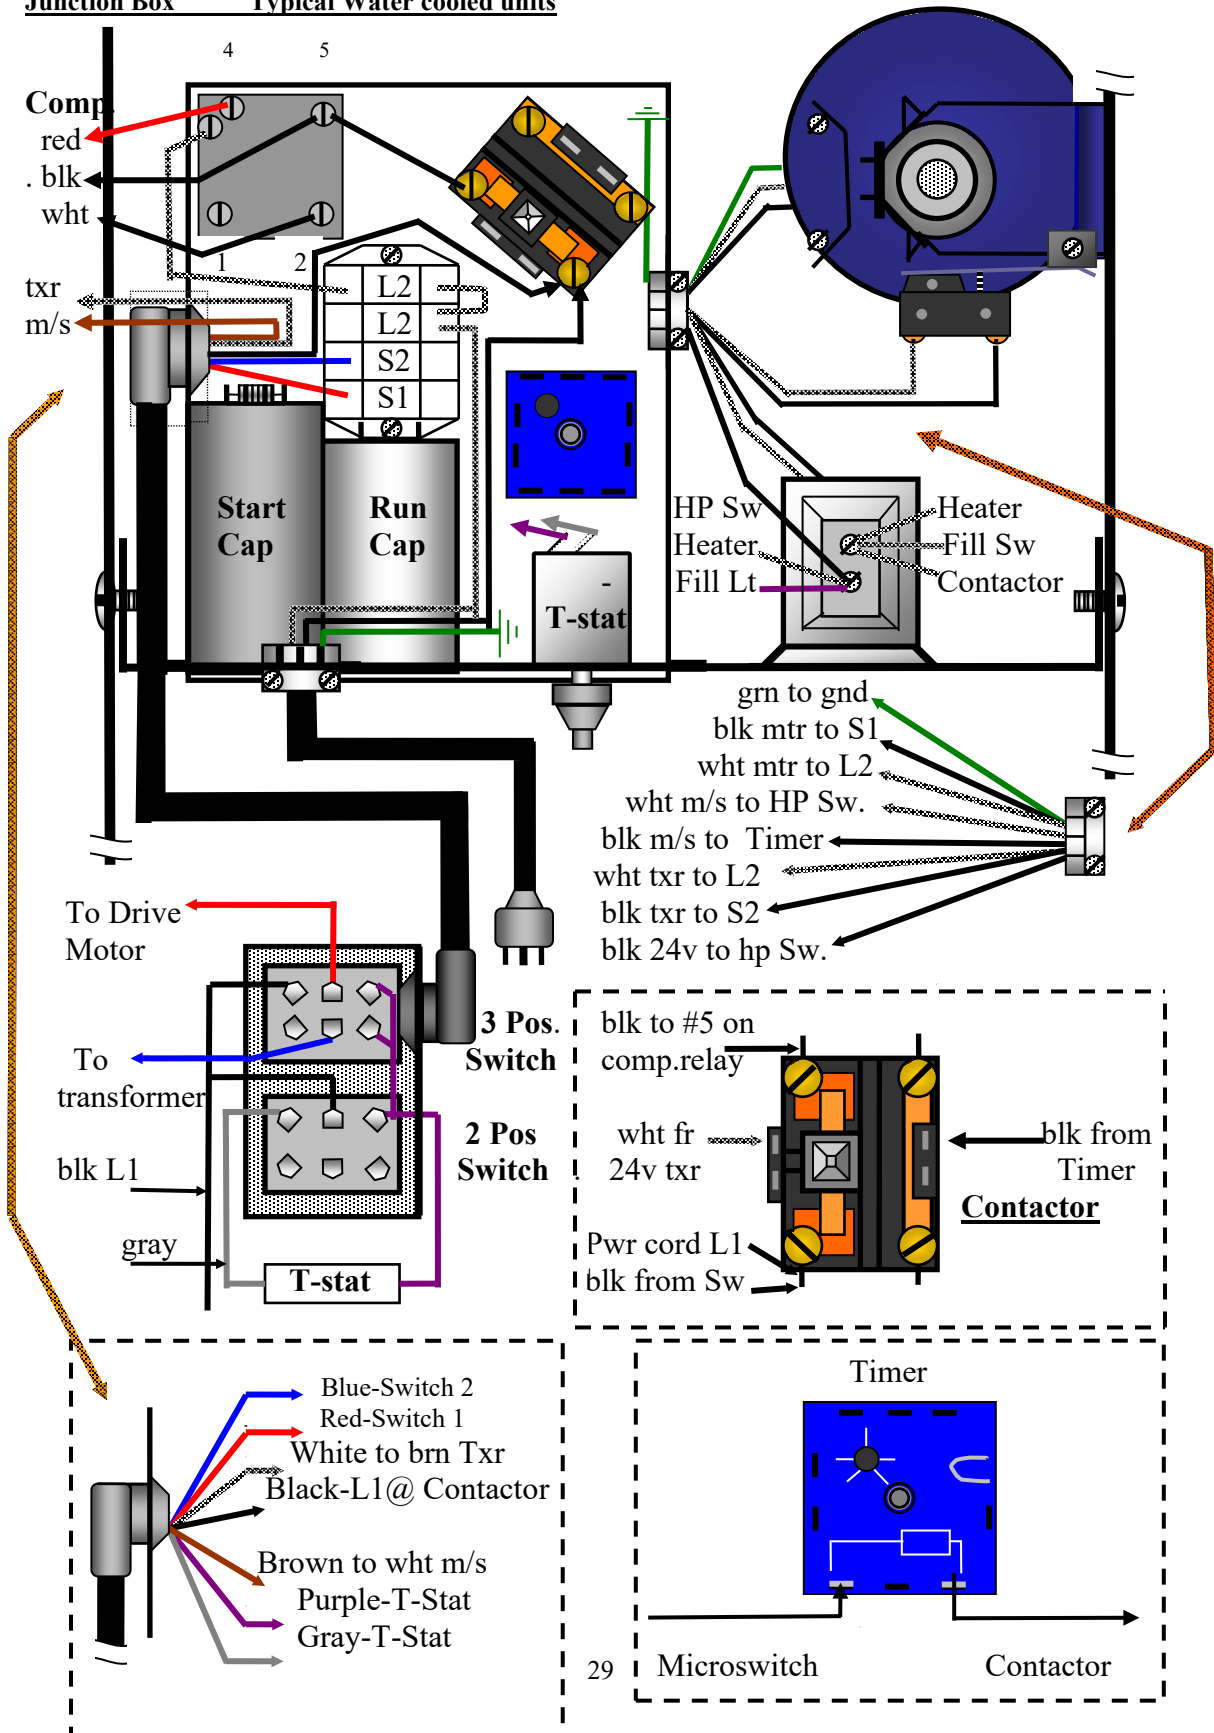 Junction Box Typical Water cooled units
4 5
Comp.
red
. blk
wht
1 2
txr
m/s
L2
L2
S2
S1
Start
Cap
Run
Cap
-
T-stat
HP Sw
Heater
Fill Lt
Heater
Fill Sw
Contactor
grn to gnd
blk mtr to S1
wht mtr to L2
wht m/s to HP Sw.
blk m/s to Timer
wht txr to L2
blk txr to S2
blk 24v to hp Sw.
To Drive
Motor
To
transformer
blk L1
gray
T-stat
3 Pos.
Switch
2 Pos
Switch
blk to #5 on
comp.relay
wht fr
. 24v txr
blk from
Timer
Contactor
Pwr cord L1
blk from Sw
Blue-Switch 2
Red-Switch 1
White to brn Txr
Black-L1@ Contactor
Brown to wht m/s
Purple-T-Stat
Gray-T-Stat
29
Timer
Microswitch
Contactor